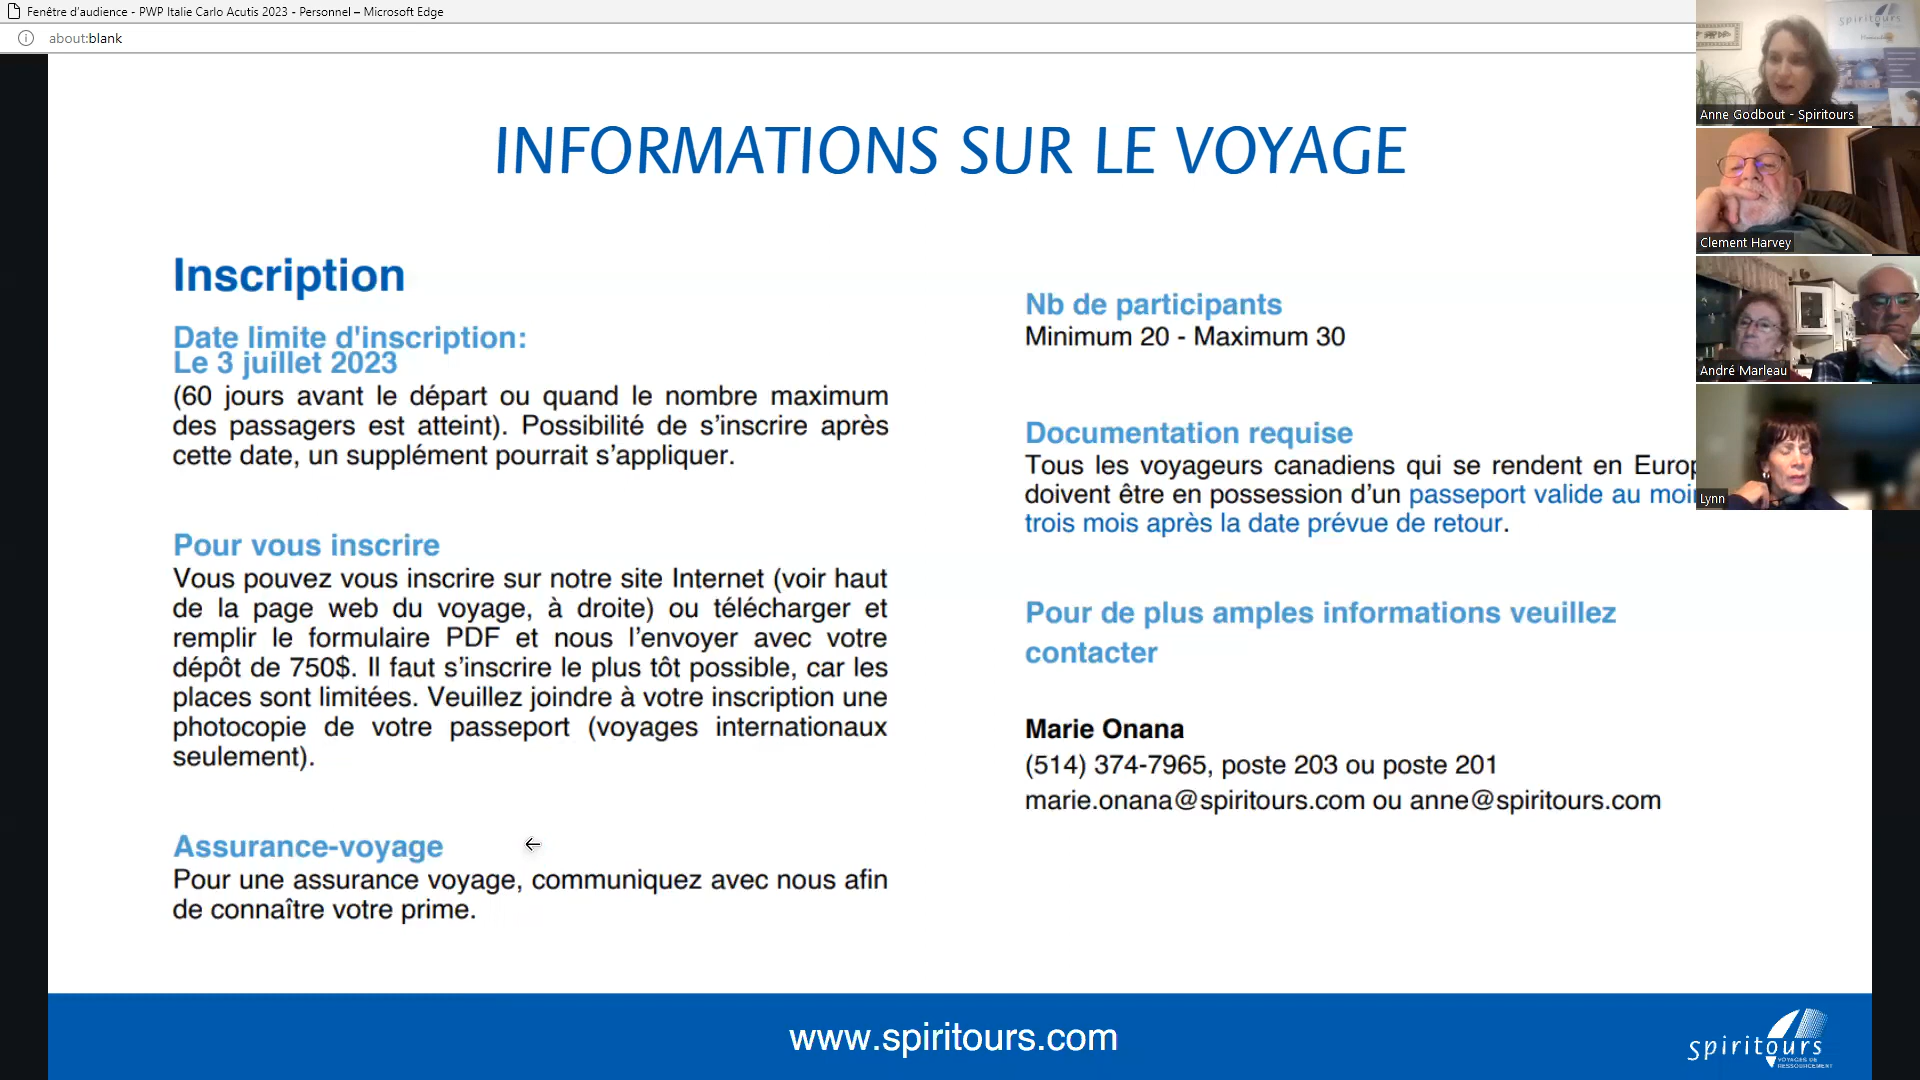 Fenêtre d'audience - PWP Italie Carlo Acutis 2023 - Personnel – Microsoft Edge
about:blank
INFORMATIONS SUR LE VOYAGE
Inscription
Date limite d'inscription:
Le 3 juillet 2023
(60 jours avant le départ ou quand le nombre maximum
des passagers est atteint). Possibilité de s’inscrire après
cette date, un supplément pourrait s’appliquer.
Pour vous inscrire
Vous pouvez vous inscrire sur notre site Internet (voir haut
de la page web du voyage, à droite) ou télécharger et
remplir le formulaire PDF et nous l’envoyer avec votre
dépôt de 750$. Il faut s’inscrire le plus tôt possible, car les
places sont limitées. Veuillez joindre à votre inscription une
photocopie de votre passeport (voyages internationaux
seulement).
Assurance-voyage
Pour une assurance voyage, communiquez avec nous afin
de connaître votre prime.
Nb de participants
Minimum 20 - Maximum 30
Documentation requise
Tous les voyageurs canadiens qui se rendent en Europ
doivent être en possession d’un passeport valide au moi
trois mois après la date prévue de retour.
Pour de plus amples informations veuillez
contacter
Marie Onana
(514) 374-7965, poste 203 ou poste 201
marie.onana@spiritours.com ou anne@spiritours.com
www.spiritours.com
spiritours
VOYAGES DE
RESSOURCEMENT
spiritours
Anne Godbout - Spiritours
Clement Harvey
André Marleau
Lynn